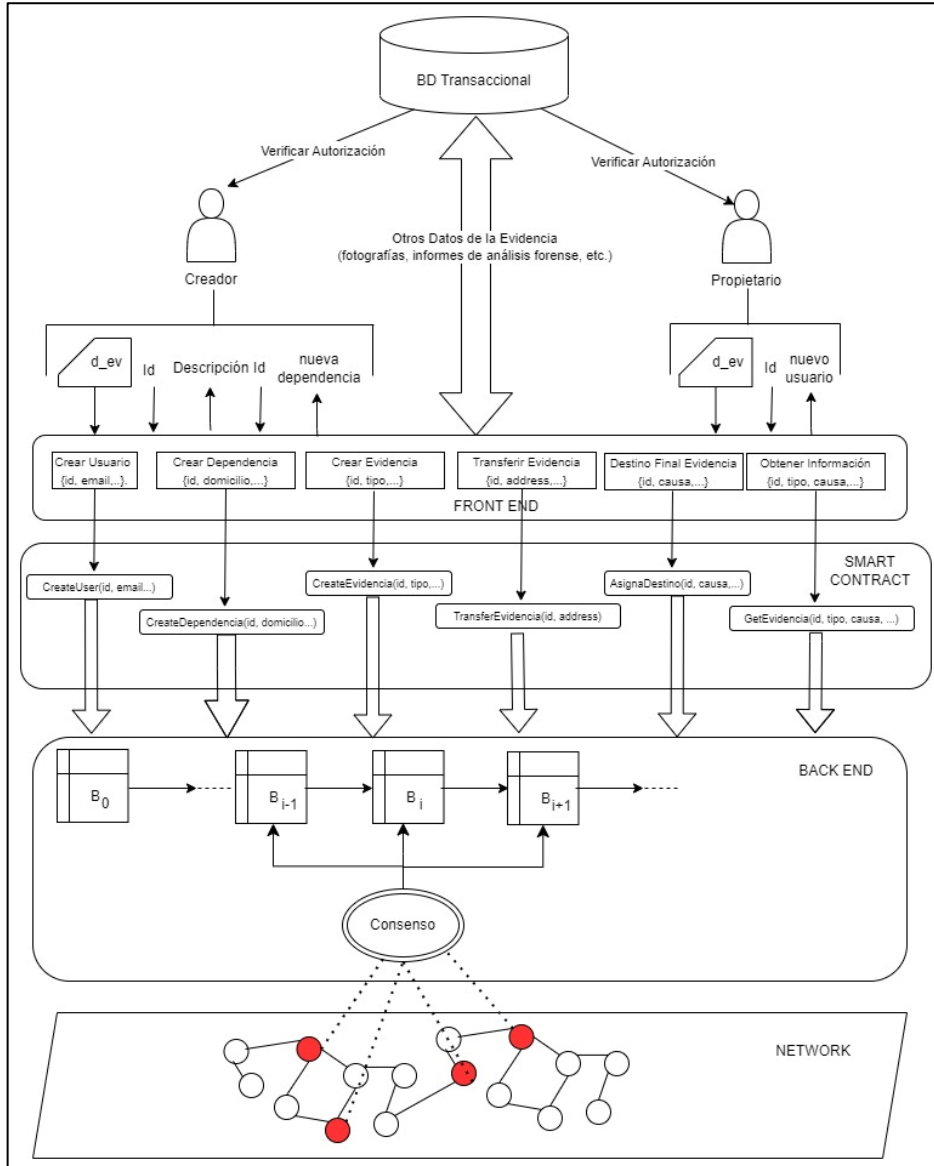 BD Transaccional
Verificar Autorización
Verificar Autorización
Otros Datos de la Evidencia
(fotografías, informes de análisis forense, etc.)
Creador
Propietario
d_ev
Id
Descripción
Id
nueva
dependencia
d_ev
Id
nuevo
usuario
Crear Usuario
{id, email,..}.
Crear Dependencia
{id, domicilio,...}
Crear Evidencia
{id, tipo,...}
Transferir Evidencia
{id, address,...}
Destino Final Evidencia
{id, causa,...}
Obtener Información
{id, tipo, causa,...}
FRONT END
SMART
CONTRACT
CreateUser(id, email...)
CreateDependencia(id, domicilio...)
CreateEvidencia(id, tipo,...)
TransferEvidencia(id, address)
AsignaDestino(id, causa,...)
GetEvidencia(id, tipo, causa, ...)
BACK END
B0
Bi-1
Bi
Bi+1
Consenso
NETWORK